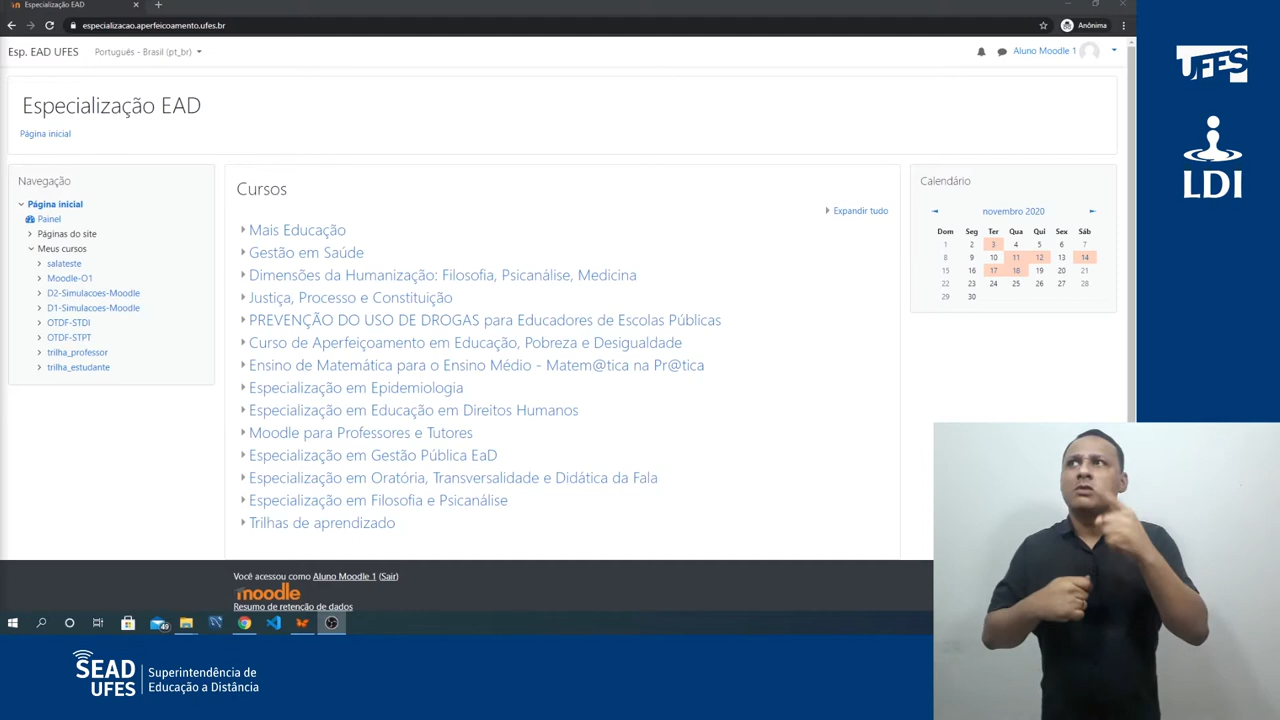 Especialização EAD
especializacao.aperfeicoamento.ufes.br
Anônima
Esp. EAD UFES
Português - Brasil (pt_br)
Aluno Moodle 1
Especialização EAD
Página inicial
Navegação
Página inicial
Painel
Páginas do site
Meus cursos
salateste
Moodle-O1
D2-Simulacoes-Moodle
D1-Simulacoes-Moodle
OTDF-STDI
OTDF-STPT
trilha_professor
trilha_estudante
Cursos
Expandir tudo
Mais Educação
Gestão em Saúde
Dimensões da Humanização: Filosofia, Psicanálise, Medicina
Justiça, Processo e Constituição
PREVENÇÃO DO USO DE DROGAS para Educadores de Escolas Públicas
Curso de Aperfeiçoamento em Educação, Pobreza e Desigualdade
Ensino de Matemática para o Ensino Médio - Matem@tica na Pr@tica
Especialização em Epidemiologia
Especialização em Educação em Direitos Humanos
Moodle para Professores e Tutores
Especialização em Gestão Pública EaD
Especialização em Oratória, Transversalidade e Didática da Fala
Especialização em Filosofia e Psicanálise
Trilhas de aprendizado
Calendário
novembro 2020
Dom Seg Ter Qua Qui Sex Sáb
1 2 3 4 5 6 7
8 9 10 11 12 13 14
15 16 17 18 19 20 21
22 23 24 25 26 27 28
29 30
Você acessou como Aluno Moodle 1 (Sair)
moodle
Resumo de retenção de dados
49
UFES
LDI
SEAD
UFES
Superintendência de
Educação a Distância